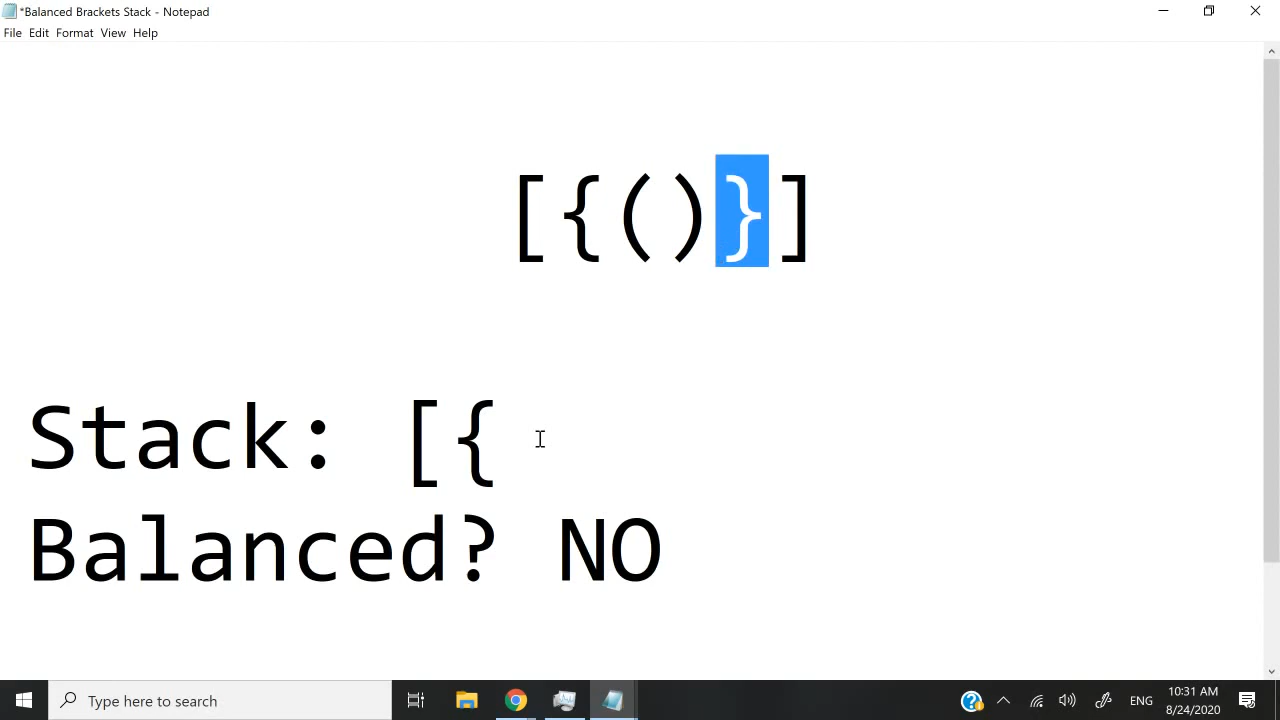 *Balanced Brackets Stack - Notepad
File Edit Format View Help
[{()}]
Stack: [{
Balanced? NO
Type here to search
ENG
10:31 AM
8/24/2020